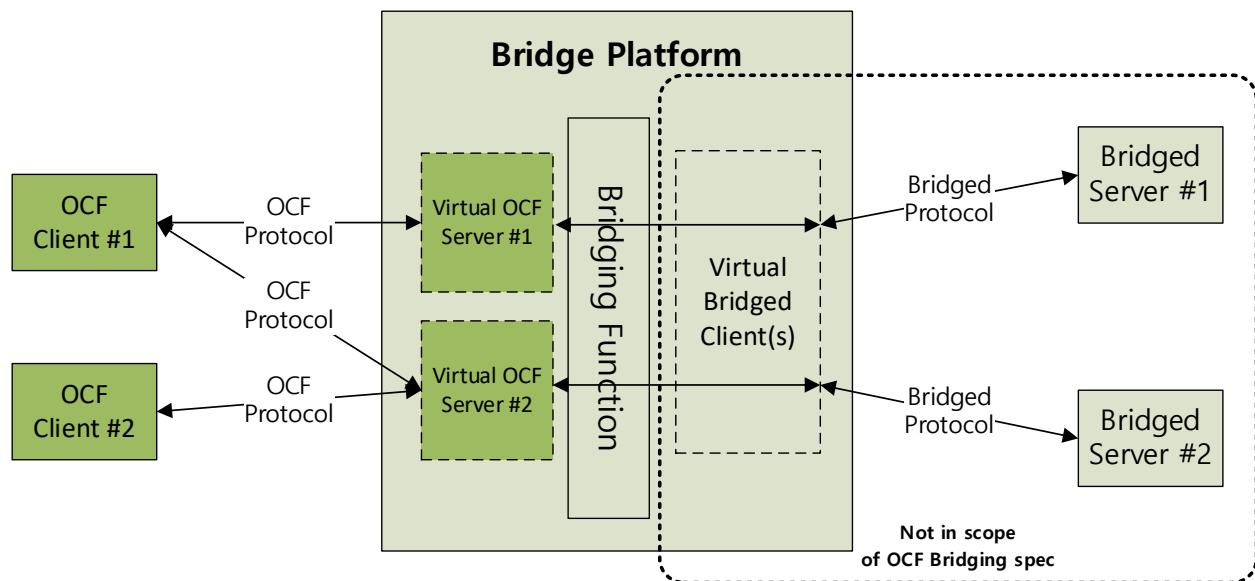 Bridge Platform
OCF
Client #1
OCF
Protocol
OCF
Protocol
OCF
Client #2
OCF
Protocol
Virtual OCF
Server #1
Virtual OCF
Server #2
Bridging Function
Virtual
Bridged
Client(s)
Bridged
Protocol
Bridged
Server #1
Bridged
Protocol
Bridged
Server #2
Not in scope
of OCF Bridging spec